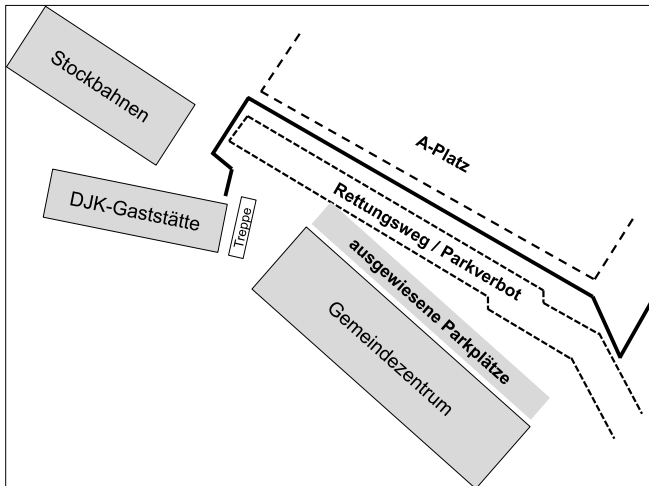 Stockbahnen
A-Platz
DJK-Gaststätte
Treppe
Rettungsweg / Parkverbot
ausgewiesene Parkplätze
Gemeindezentrum